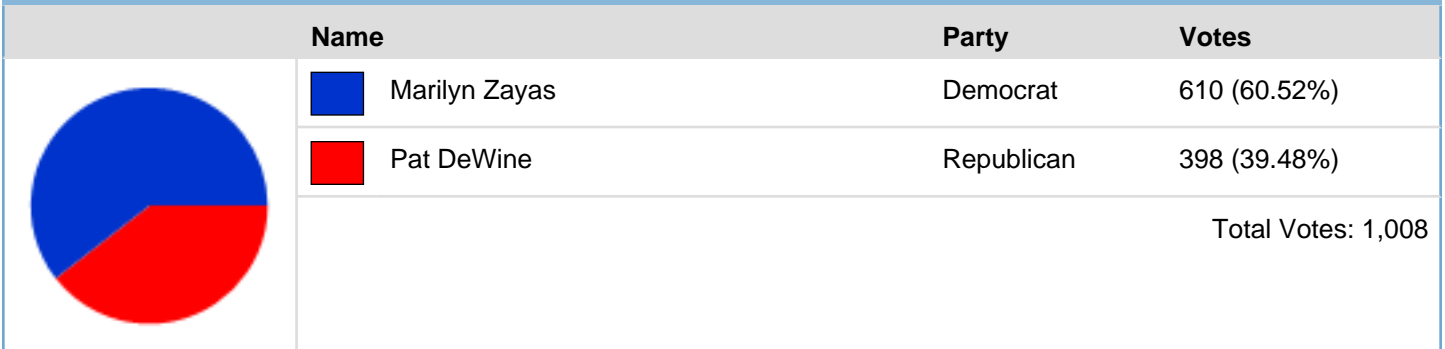 Name Party Votes
Marilyn Zayas Democrat 610 (60.52%)
Pat DeWine Republican 398 (39.48%)
Total Votes: 1,008